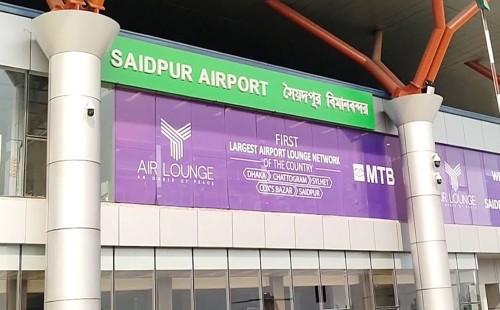 SAIDPUR AIRPORT সৈয়দপুর বিমানবন্দর
AIR LOUNGE
AN OASIS OF PEACE
FIRST
LARGEST AIRPORT LOUNGE NETWORK
OF THE COUNTRY
DHAKA CHATTOGRAM SYLHET
COX'S BAZAR SAIDPUR
MTB
AIR LOUNGE